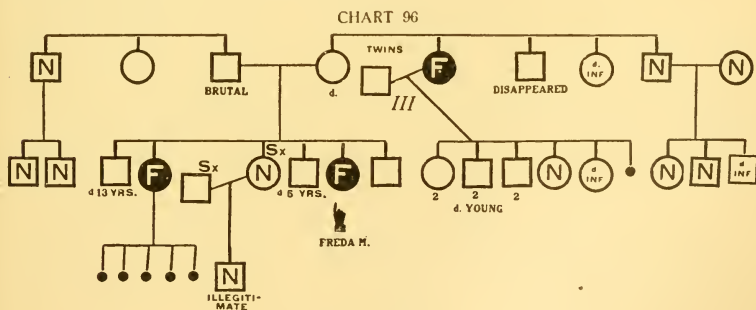 CHART 96
TWINS
N
F
d.
INF
N
N
BRUTAL
d.
III
DISAPPEARED
N
N
d 13 YRS.
F
Sx
Sx
N
d 6 YRS.
F
2
2
2
d. YOUNG
N
d
INF
N
N
d
INF
FREDA M.
N
ILLEGITI-
MATE